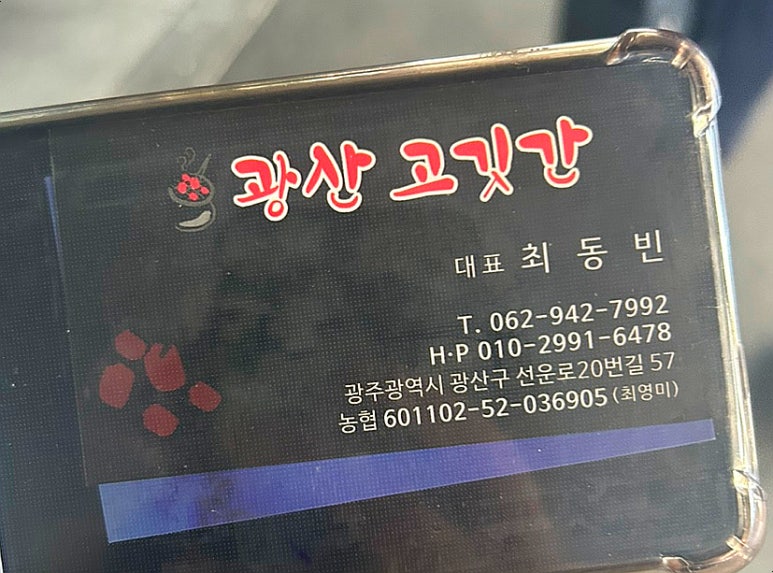 광산 고깃간
대표 최 동 빈
T. 062-942-7992
H·P 010-2991-6478
광주광역시 광산구 선운로20번길 57
농협 601102-52-036905 (최영미)